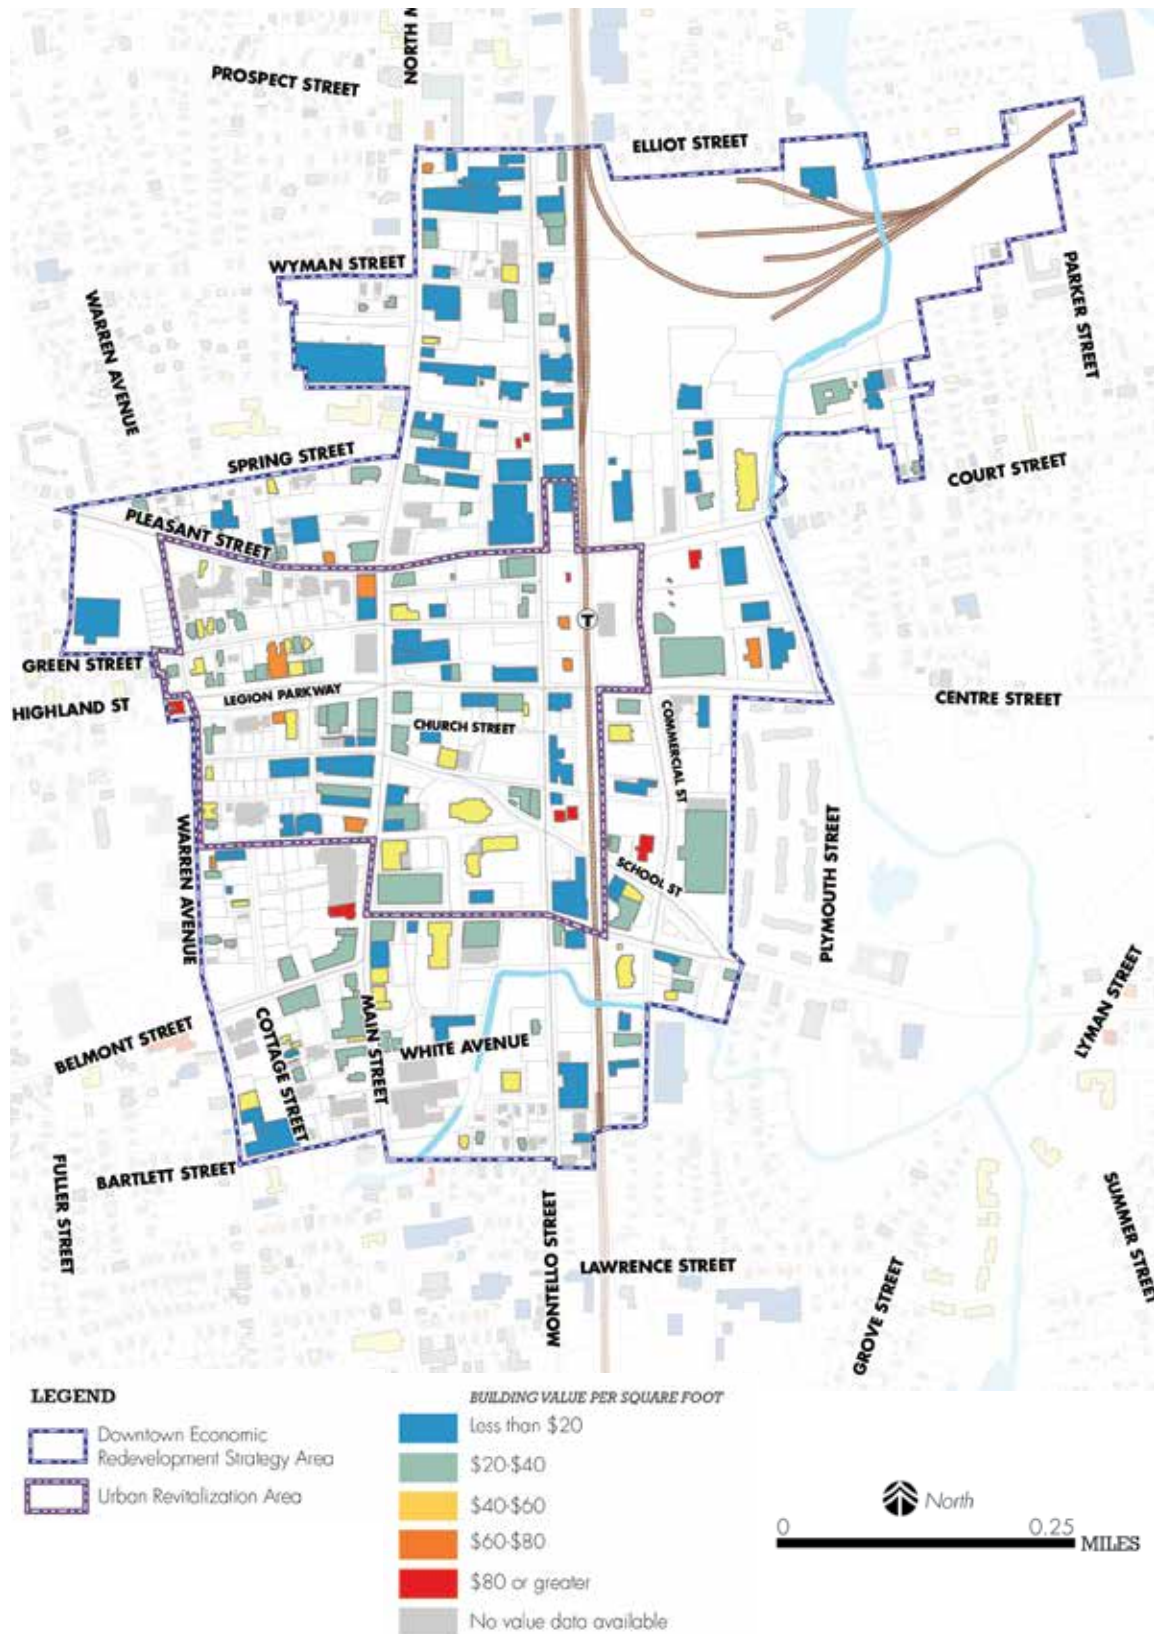 NORTH M
PROSPECT STREET
ELLIOT STREET
WYMAN STREET
WARREN AVENUE
PARKER STREET
SPRING STREET
COURT STREET
PLEASANT STREET
T
GREEN STREET
HIGHLAND ST
LEGION PARKWAY
CHURCH STREET
COMMERCIAL ST
CENTRE STREET
WARREN AVENUE
SCHOOL ST
PLYMOUTH STREET
LYMAN STREET
BELMONT STREET
COTTAGE STREET
MAIN STREET
WHITE AVENUE
BARTLETT STREET
FULLER STREET
MONTELLO STREET
LAWRENCE STREET
GROVE STREET
SUMMER STREET
LEGEND
Downtown Economic
Redevelopment Strategy Area
Urban Revitalization Area
BUILDING VALUE PER SQUARE FOOT
Less than $20
$20-$40
$40-$60
$60-$80
$80 or greater
No value data available
North
0 0.25
MILES